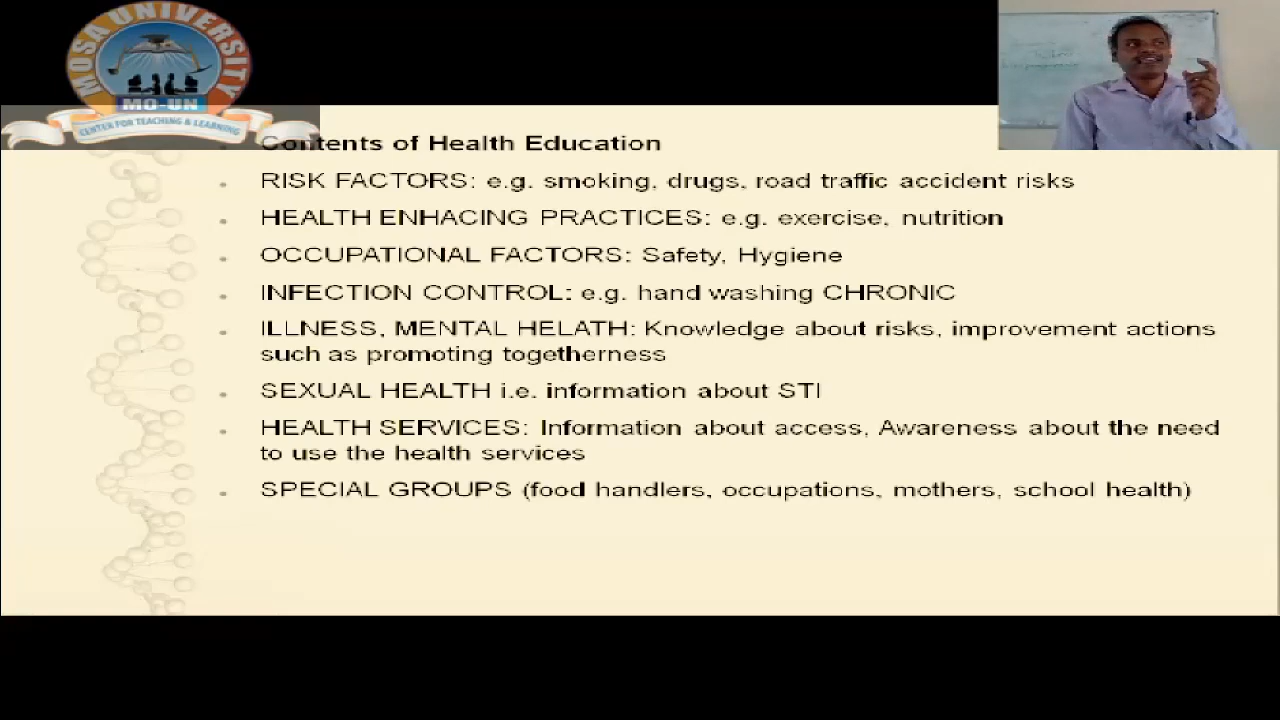 MOSA UNIVERSITY
MO-UN
CENTER FOR TEACHING & LEARNING
Contents of Health Education
RISK FACTORS: e.g. smoking, drugs, road traffic accident risks
HEALTH ENHACING PRACTICES: e.g. exercise, nutrition
OCCUPATIONAL FACTORS: Safety, Hygiene
INFECTION CONTROL: e.g. hand washing CHRONIC
ILLNESS, MENTAL HELATH: Knowledge about risks, improvement actions
such as promoting togetherness
SEXUAL HEALTH i.e. information about STI
HEALTH SERVICES: Information about access, Awareness about the need
to use the health services
SPECIAL GROUPS (food handlers, occupations, mothers, school health)